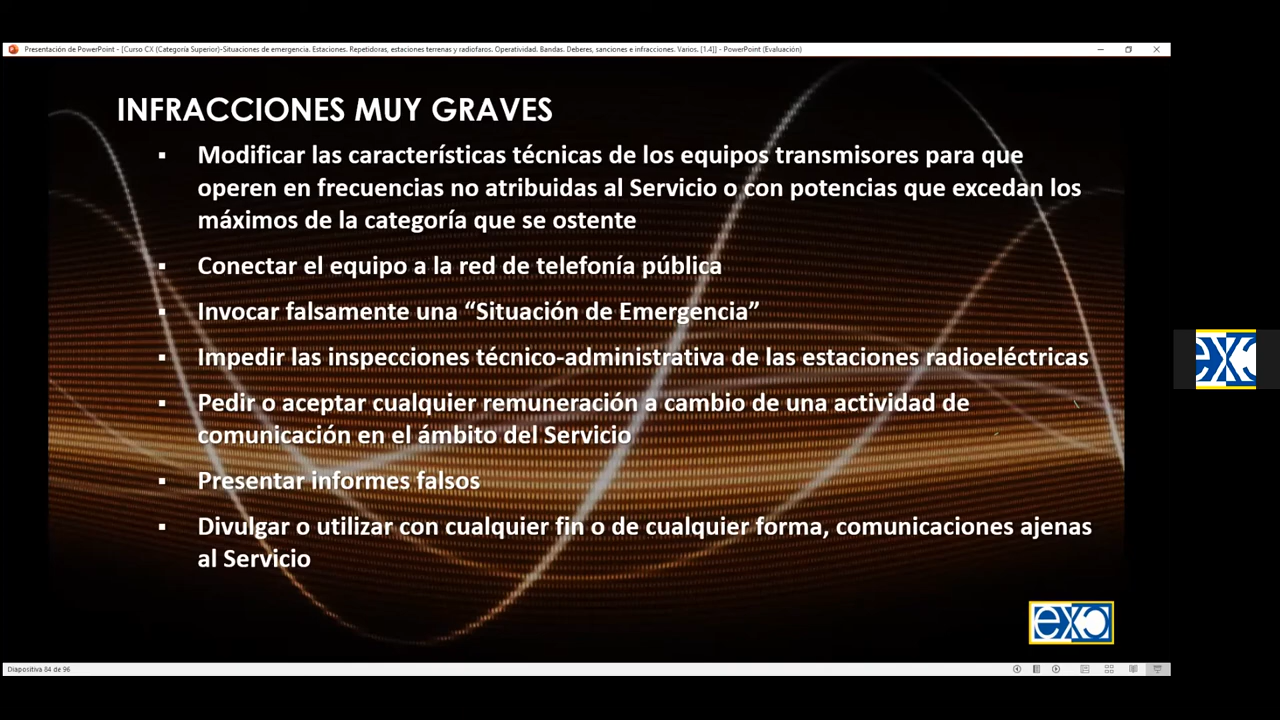 Presentación de PowerPoint - [Curso CX (Categoría Superior)-Situaciones de emergencia. Estaciones. Repetidoras, estaciones terrenas y radiofaros. Operatividad. Bandas. Deberes, sanciones e infracciones. Varios. [1.4]] - PowerPoint (Evaluación)
INFRACCIONES MUY GRAVES
▪ Modificar las características técnicas de los equipos transmisores para que
operen en frecuencias no atribuidas al Servicio o con potencias que excedan los
máximos de la categoría que se ostente
▪ Conectar el equipo a la red de telefonía pública
▪ Invocar falsamente una “Situación de Emergencia”
▪ Impedir las inspecciones técnico-administrativa de las estaciones radioeléctricas
▪ Pedir o aceptar cualquier remuneración a cambio de una actividad de
comunicación en el ámbito del Servicio
▪ Presentar informes falsos
▪ Divulgar o utilizar con cualquier fin o de cualquier forma, comunicaciones ajenas
al Servicio
Diapositiva 84 de 96